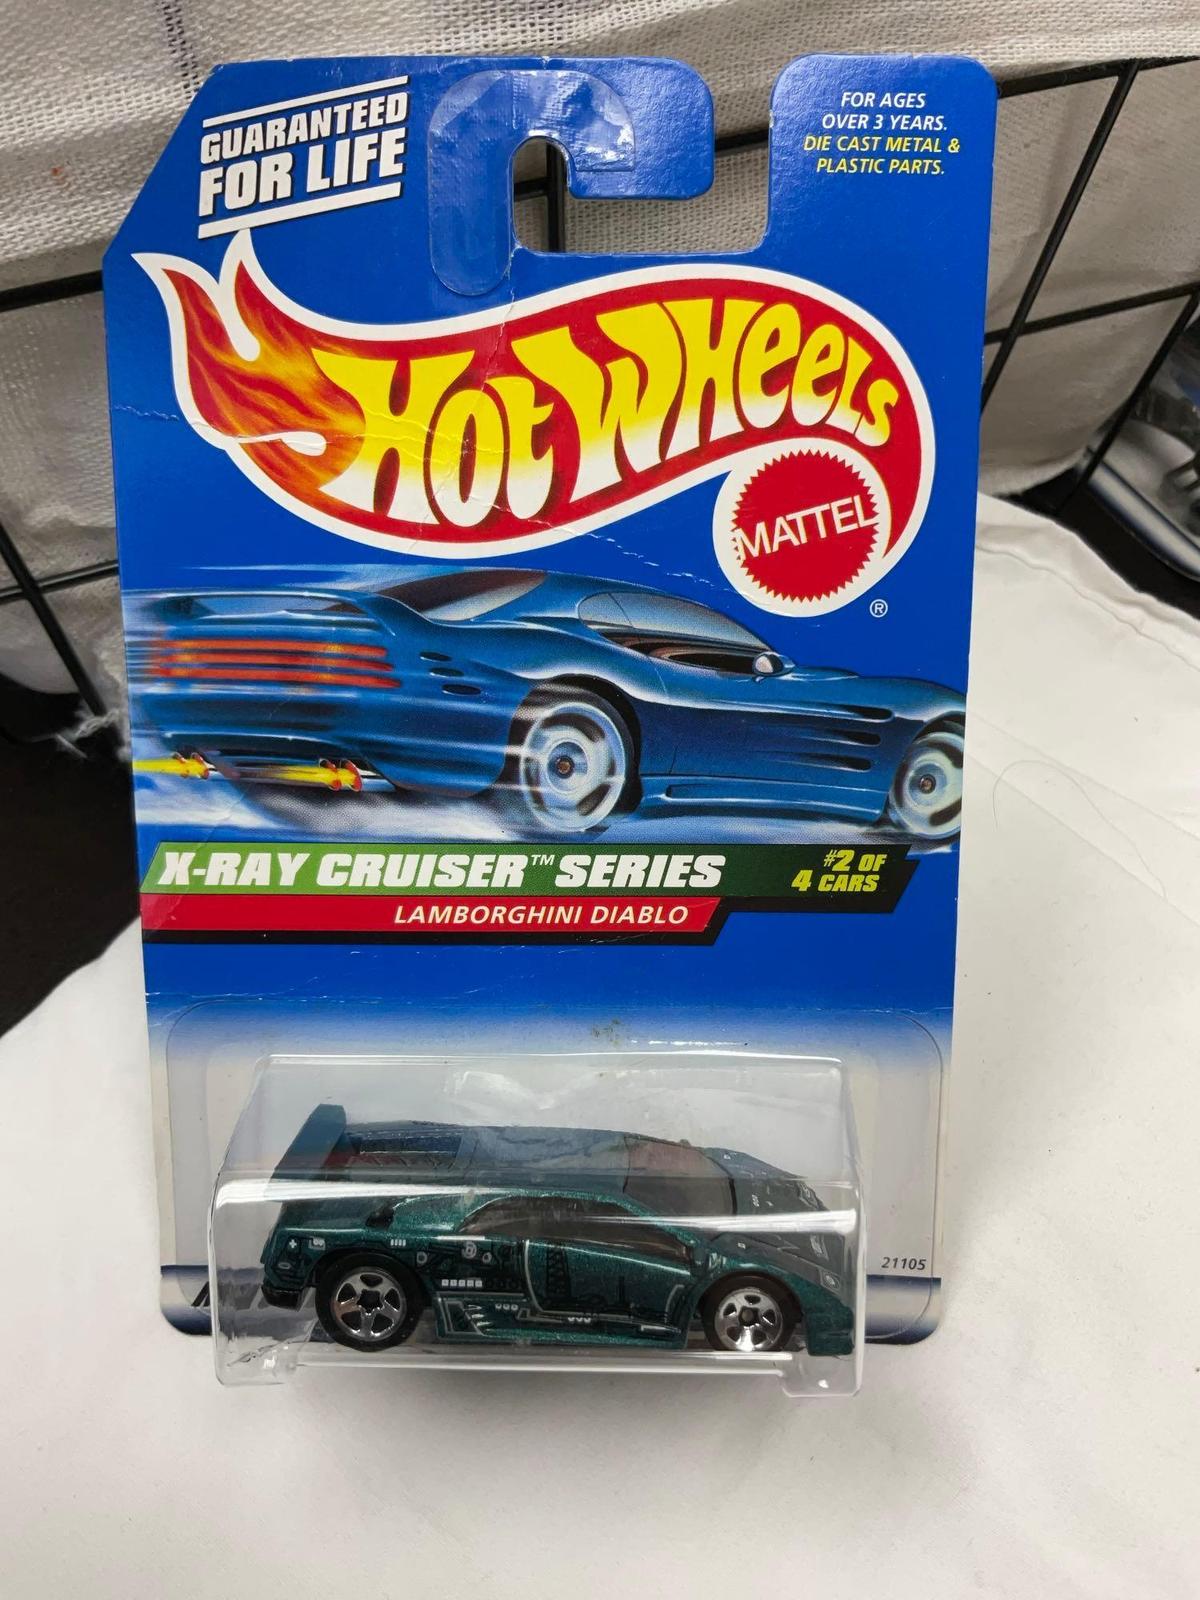 GUARANTEED
FOR LIFE
FOR AGES
OVER 3 YEARS.
DIE CAST METAL &
PLASTIC PARTS.
HOT WHEELS
MATTEL
®
X-RAY CRUISER™ SERIES
#2 OF
4 CARS
LAMBORGHINI DIABLO
21105